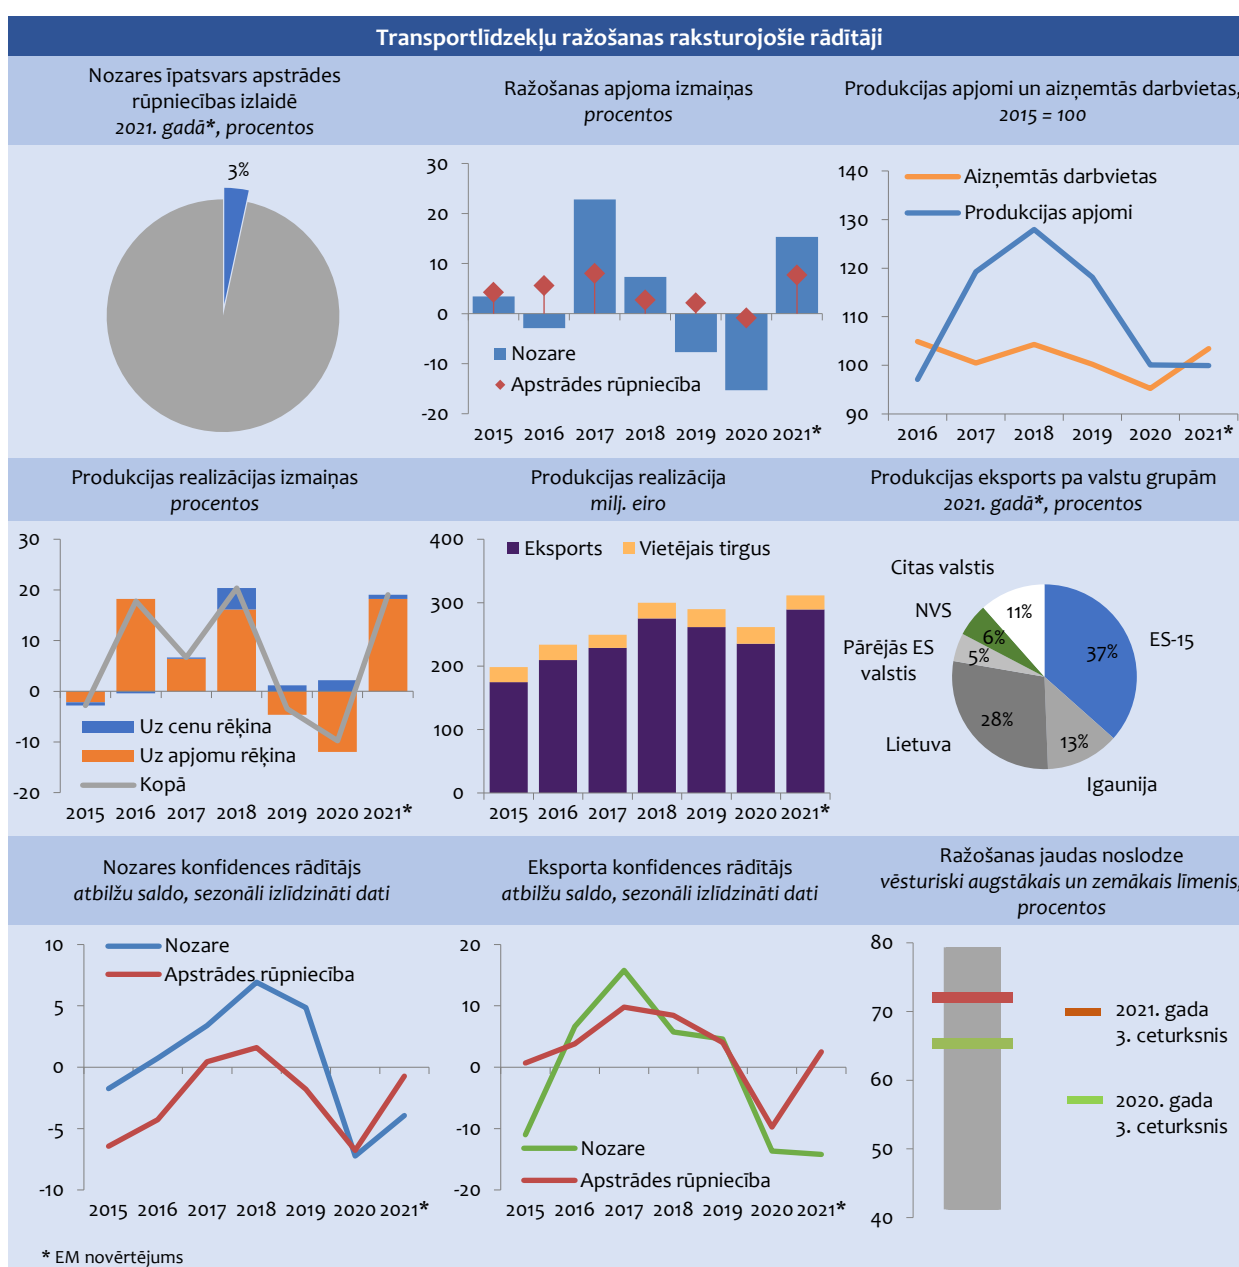 Transportlīdzekļu ražošanas raksturojošie rādītāji
Nozares īpatsvars apstrādes
rūpniecības izlaidē
2021. gadā*, procentos
3%
Ražošanas apjoma izmaiņas
procentos
30
20
10
0
-10
-20
Nozare
Apstrādes rūpniecība
2015 2016 2017 2018 2019 2020 2021*
Produkcijas apjomi un aizņemtās darbvietas,
2015 = 100
140
130
120
110
100
90
Aizņemtās darbvietas
Produkcijas apjomi
2016 2017 2018 2019 2020 2021*
Produkcijas realizācijas izmaiņas
procentos
30
20
10
0
-10
-20
Uz cenu rēķina
Uz apjomu rēķina
Kopā
2015 2016 2017 2018 2019 2020 2021*
Produkcijas realizācija
milj. eiro
400
300
200
100
0
Eksports Vietējais tirgus
2015 2016 2017 2018 2019 2020 2021*
Produkcijas eksports pa valstu grupām
2021. gadā*, procentos
Citas valstis
11%
NVS
6%
Pārējās ES
valstis
5%
ES-15
37%
Lietuva
28%
Igaunija
13%
Nozares konfidences rādītājs
atbilžu saldo, sezonāli izlīdzināti dati
10
5
0
-5
-10
Nozare
Apstrādes rūpniecība
2015 2016 2017 2018 2019 2020 2021*
Eksporta konfidences rādītājs
atbilžu saldo, sezonāli izlīdzināti dati
20
10
0
-10
-20
Nozare
Apstrādes rūpniecība
2015 2016 2017 2018 2019 2020 2021*
Ražošanas jaudas noslodze
vēsturiski augstākais un zemākais līmenis,
procentos
80
70
60
50
40
2021. gada
3. ceturksnis
2020. gada
3. ceturksnis
* EM novērtējums